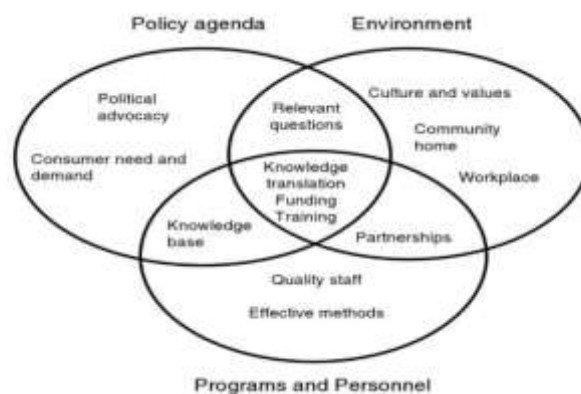 Policy agenda
Environment
Political
advocacy
Consumer need and
demand
Relevant
questions
Culture and values
Community
home
Workplace
Knowledge
translation
Funding
Training
Knowledge
base
Partnerships
Quality staff
Effective methods
Programs and Personnel